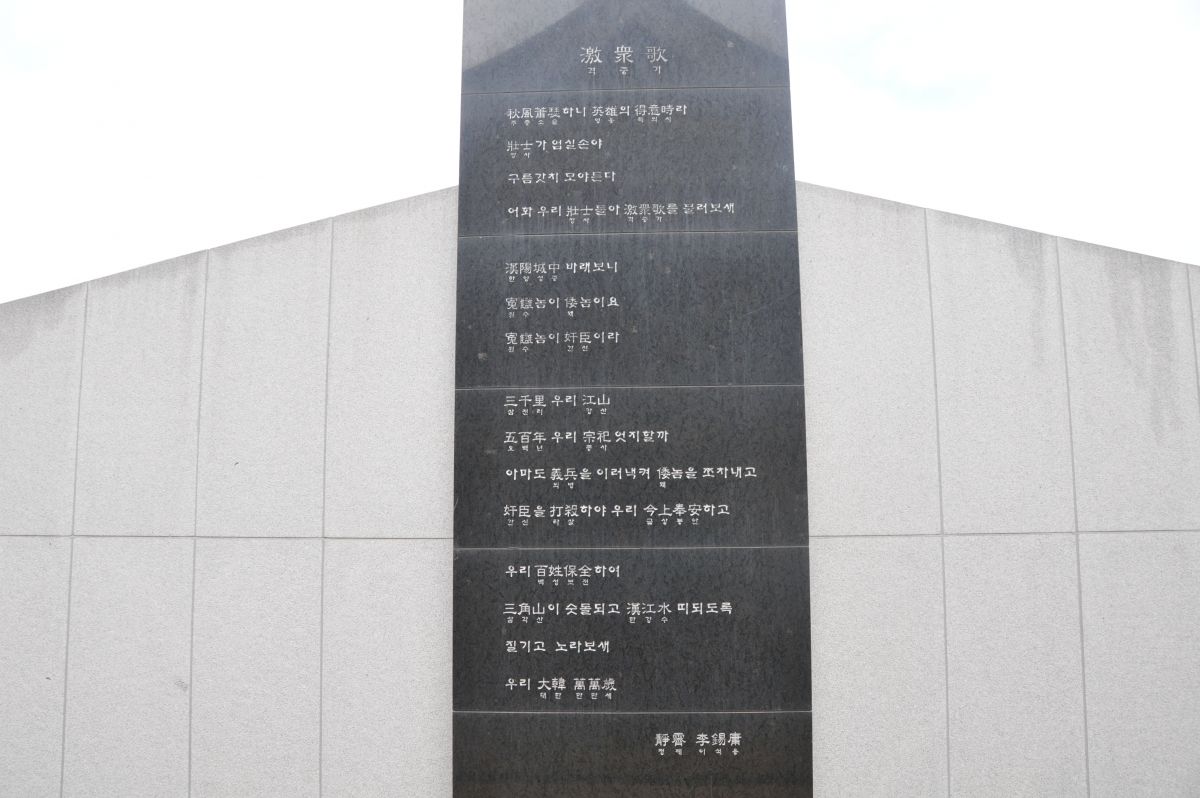 激衆歌
격중가
秋風蕭瑟하니 英雄의 得意時라
추풍소슬 영웅 득의시
壯士가 업실손야
장사
구름갓치 모야든다
어화 우리 壯士들아 激衆歌를 불러보새
장사 격중가
漢陽城中 바래보니
한양성중
寃讎놈이 倭놈이요
원수 왜
寃讎놈이 奸臣이라
원수 간신
三千里 우리 江山
삼천리 강산
五百年 우리 宗祀 엇지할까
오백년 종사
아마도 義兵을 이러내껴 倭놈을 쪼차내고
의병 왜
奸臣을 打殺하야 우리 今上奉安하고
간신 타살 금상봉안
우리 百姓保全하여
백성보전
三角山이 숫돌되고 漢江水 띠되도록
삼각산 한강수
질기고 노라보새
우리 大韓 萬萬歲
대한 만만세
靜齋 李錫庸
정재 이석용